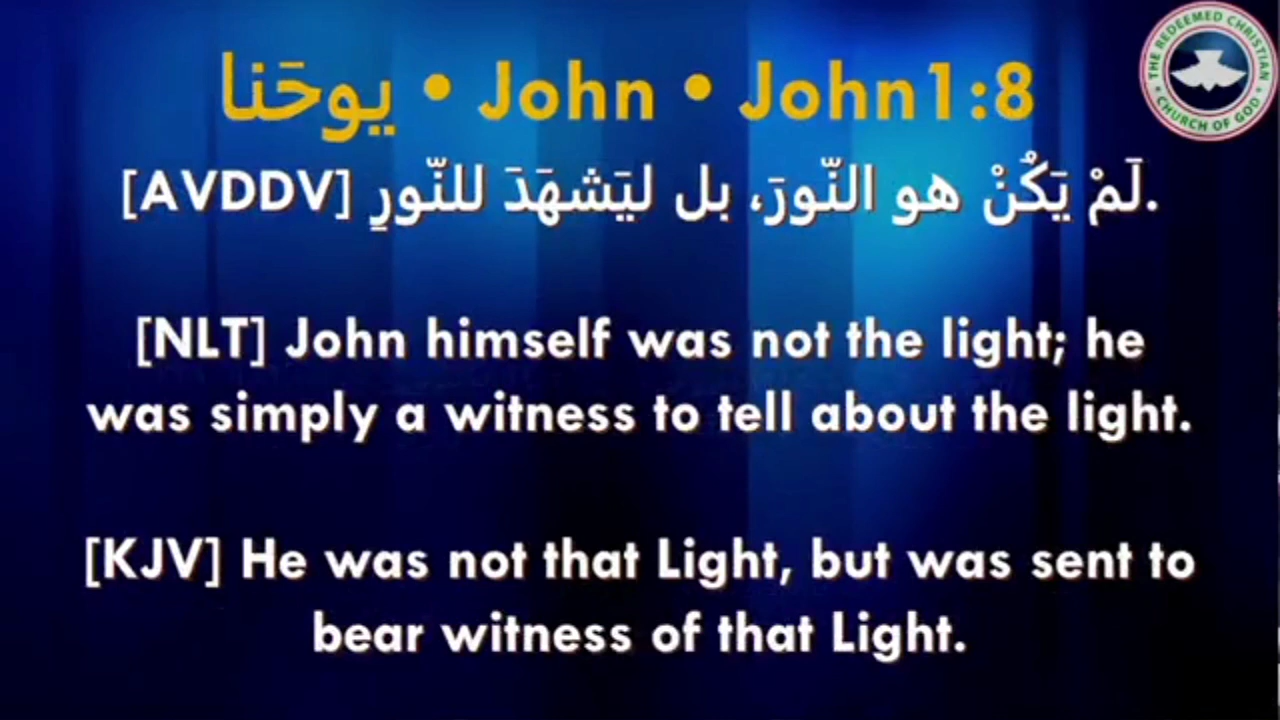 يوحَنا • John • John1:8
[AVDDV] لَمْ يَكُنْ هو النّورَ، بل ليَشهَدَ للنّورِ.
[NLT] John himself was not the light; he
was simply a witness to tell about the light.
[KJV] He was not that Light, but was sent to
bear witness of that Light.
THE REDEEMED CHRISTIAN
• CHURCH OF GOD •